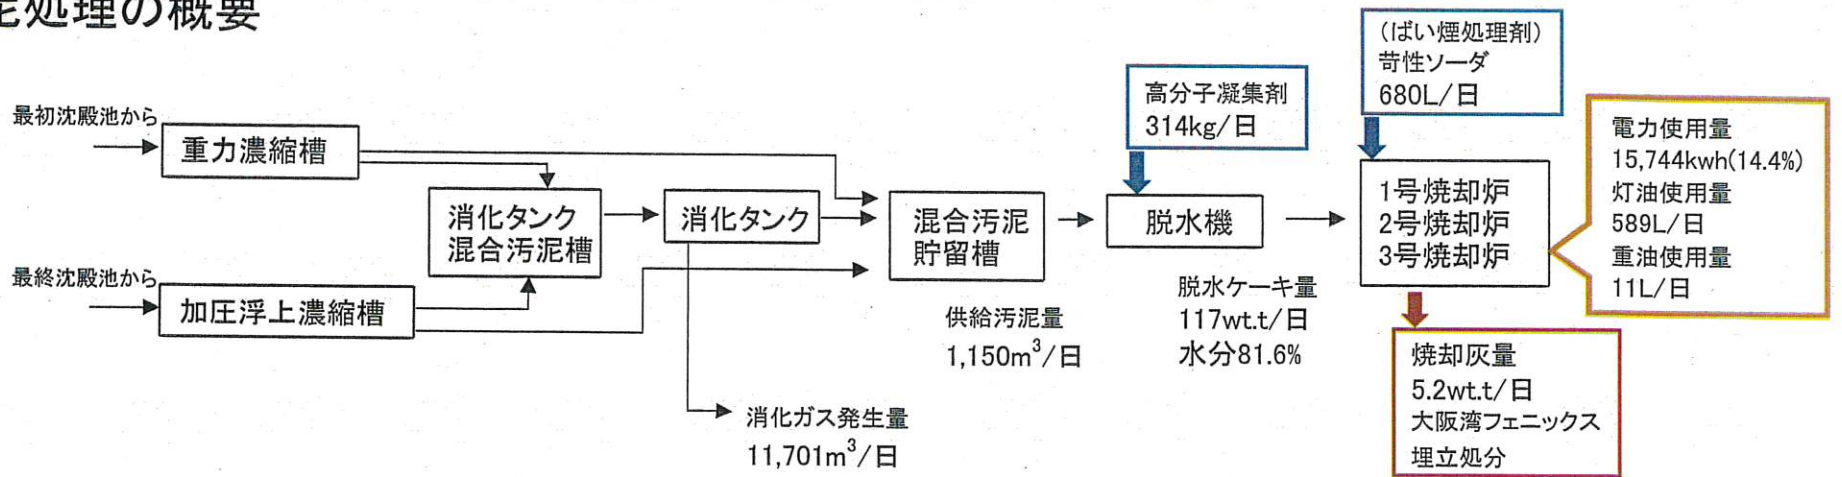 泥処理の概要
最初沈殿池から
重力濃縮槽
最終沈殿池から
加圧浮上濃縮槽
消化タンク
混合汚泥槽
消化タンク
消化ガス発生量
11,701m³/日
混合汚泥
貯留槽
供給汚泥量
1,150m³/日
高分子凝集剤
314kg/日
脱水機
脱水ケーキ量
117wt.t/日
水分81.6%
(ばい煙処理剤)
苛性ソーダ
680L/日
1号焼却炉
2号焼却炉
3号焼却炉
電力使用量
15,744kwh(14.4%)
灯油使用量
589L/日
重油使用量
11L/日
焼却灰量
5.2wt.t/日
大阪湾フェニックス
埋立処分